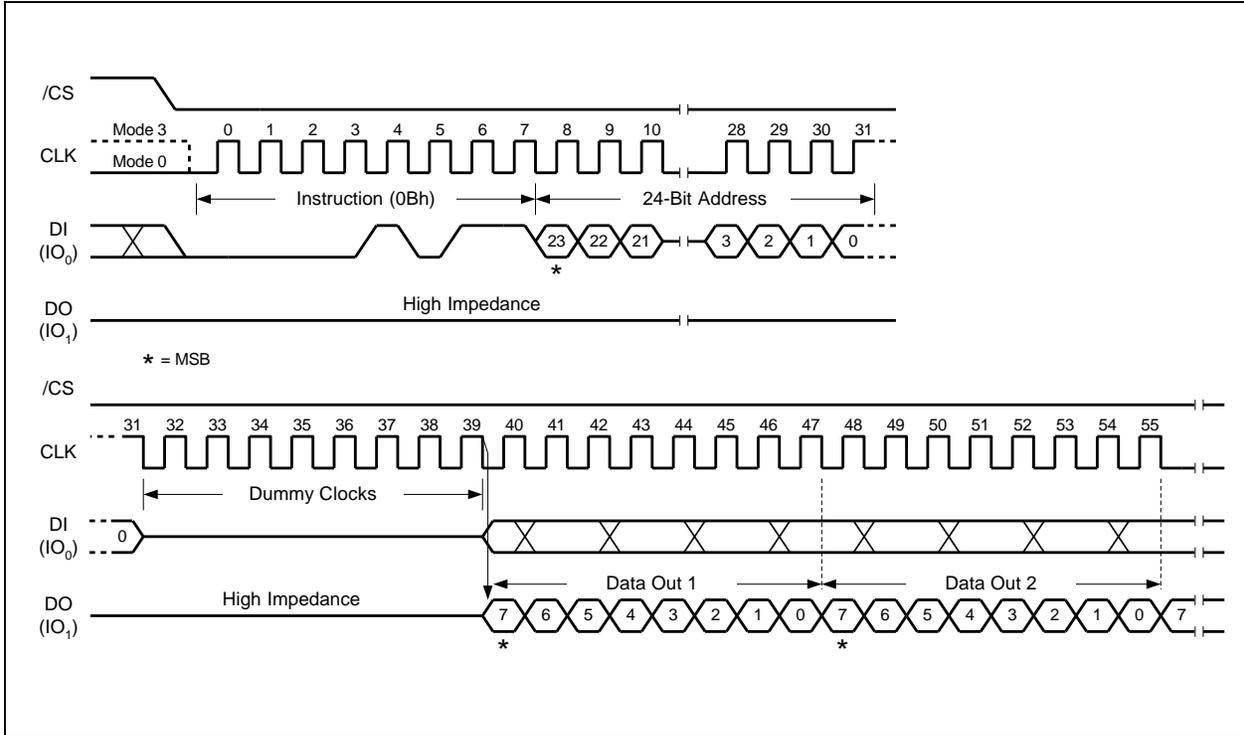 /CS
Mode 3 0 1 2 3 4 5 6 7 8 9 10 28 29 30 31
CLK
Mode 0
Instruction (0Bh) 24-Bit Address
DI
(IO0) 23 22 21 3 2 1 0
*
High Impedance
DO
(IO1)
* = MSB
/CS
31 32 33 34 35 36 37 38 39 40 41 42 43 44 45 46 47 48 49 50 51 52 53 54 55
CLK
Dummy Clocks
DI
(IO0) 0
Data Out 1 Data Out 2
High Impedance
DO
(IO1) 7 6 5 4 3 2 1 0 7 6 5 4 3 2 1 0 7
* *